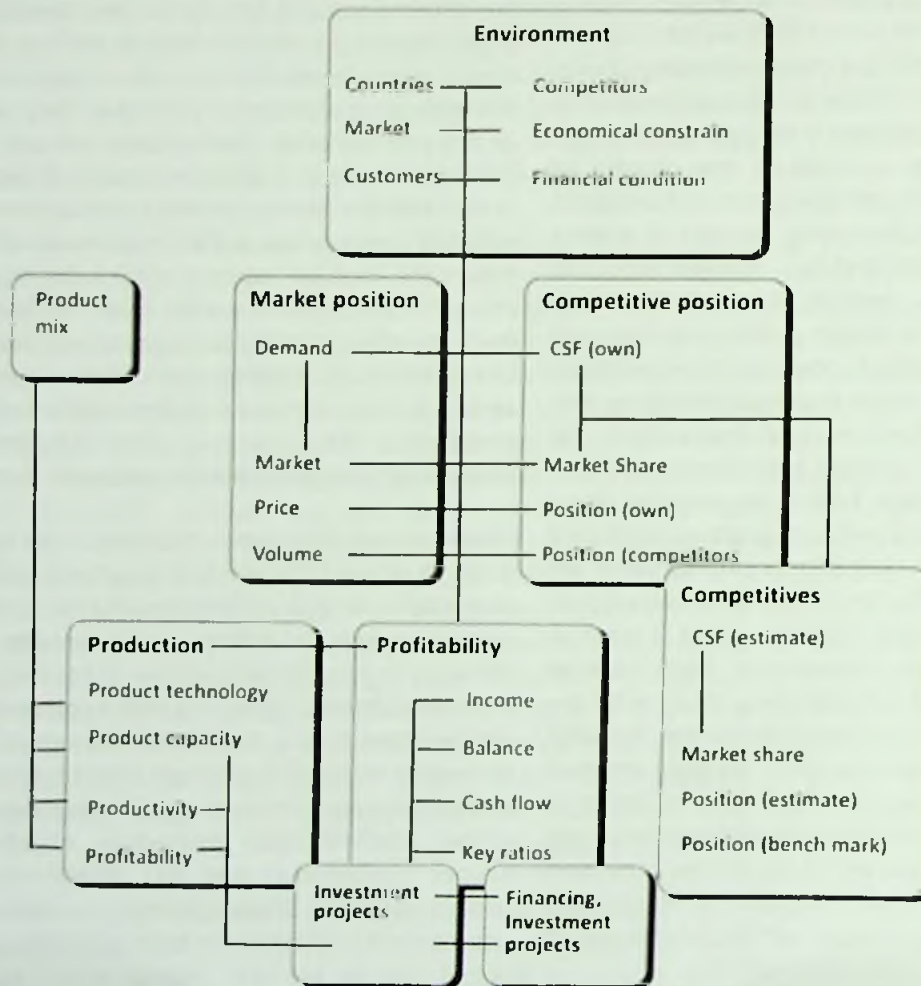 Environment
Countries Competitors
Market Economical constrain
Customers Financial condition
Product
mix
Market position
Demand
Market
Price
Volume
Competitive position
CSF (own)
Market Share
Position (own)
Position (competitors
Competitives
CSF (estimate)
Market share
Position (estimate)
Position (bench mark)
Production
Product technology
Product capacity
Productivity
Profitability
Profitability
Income
Balance
Cash flow
Key ratios
Investment
projects
Financing,
Investment
projects